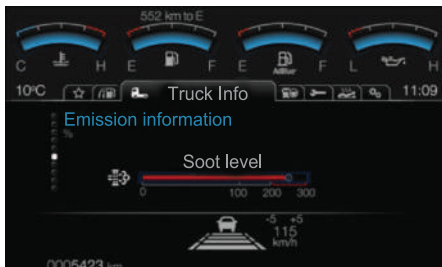 552 km to E
C H E F E AdBlue F L H
10°C Truck Info 11:09
Emission information
%
Soot level
0 100 200 300
-5 +5
115
km/h
0005423 km